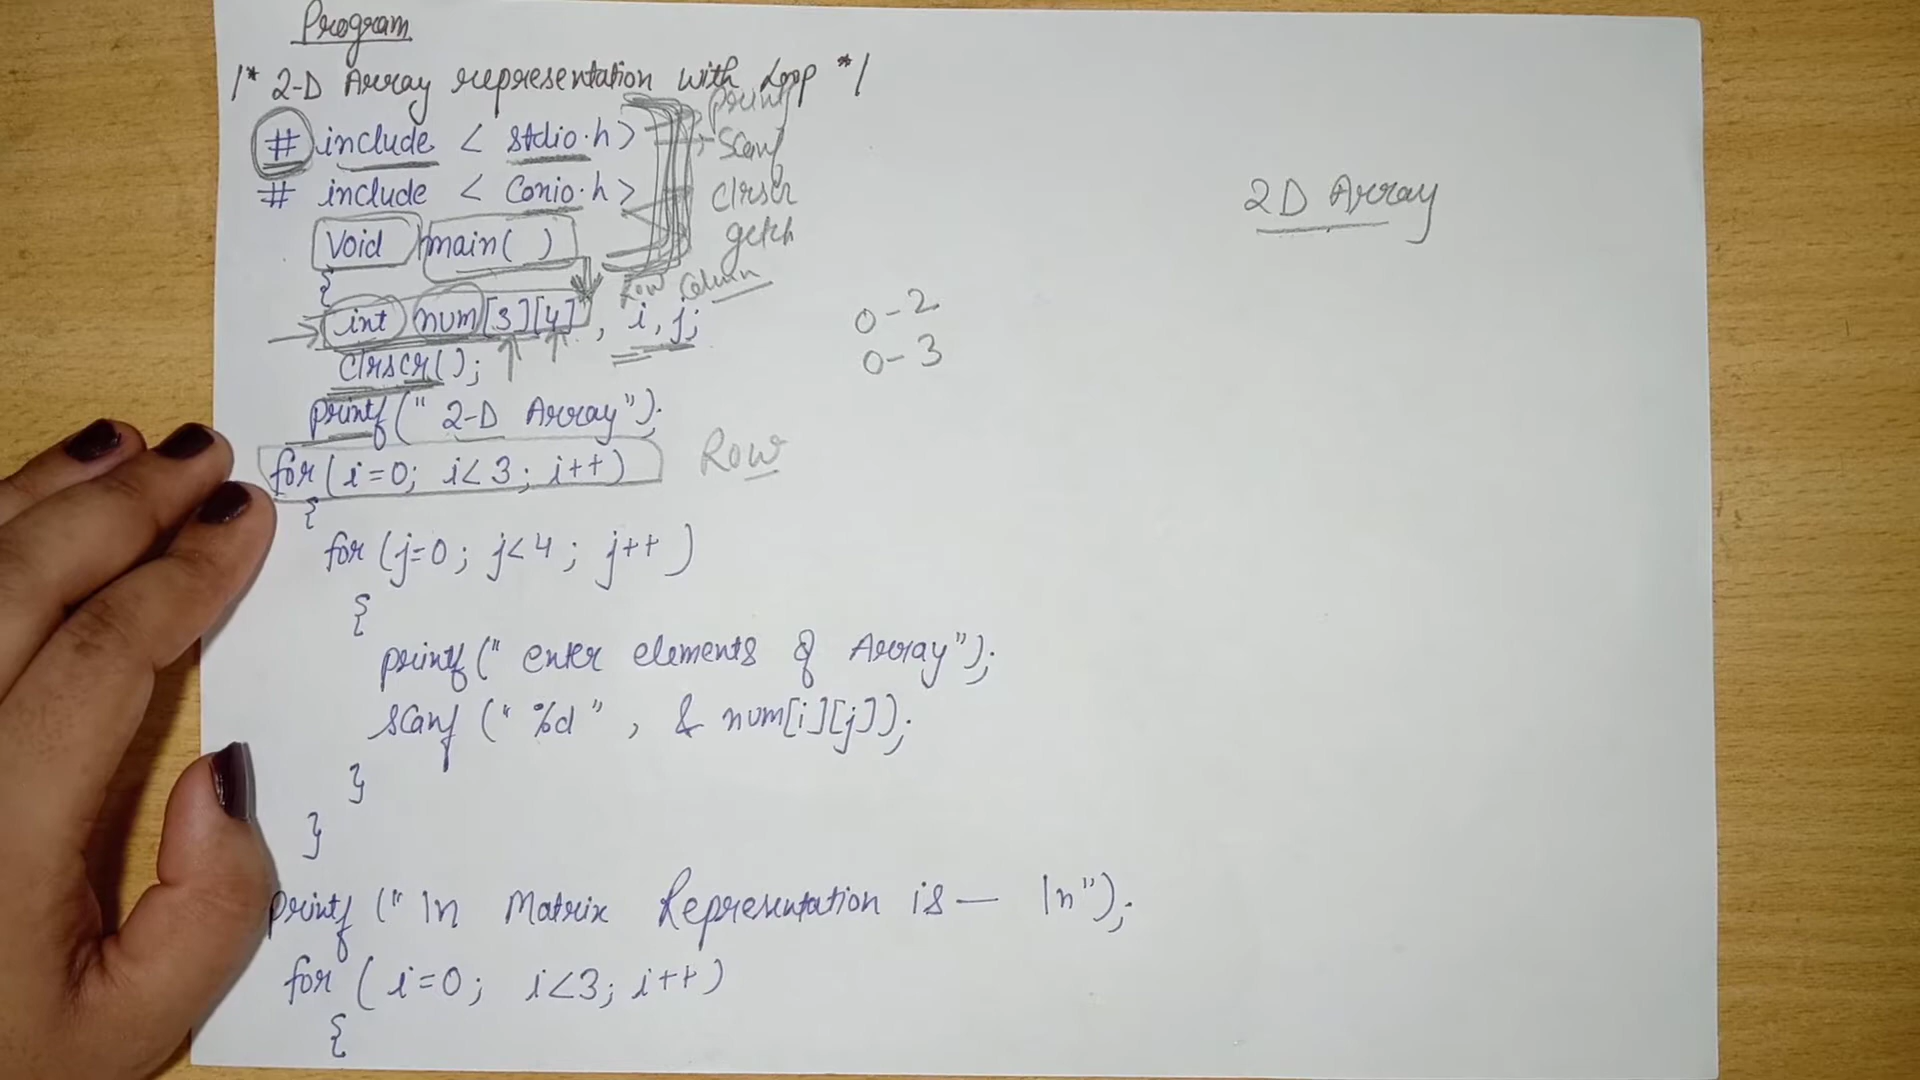 Program
/* 2-D Array representation with Loop */
# include < stdio.h>
printf
scanf
# include < Conio.h>
clrscr
getch
Void main( )
{
Row Column
int num[3][4] , i, j;
clrscr();
printf(" 2-D Array");
for( i=0; i<3; i++)
Row
{
for (j=0; j<4; j++)
{
printf(" enter elements of Array");
scanf (" %d ", & num[i][j]);
}
}
printf (" \n Matrix Representation is — \n");
for ( i=0; i<3; i++)
{
2D Array
0-2
0-3